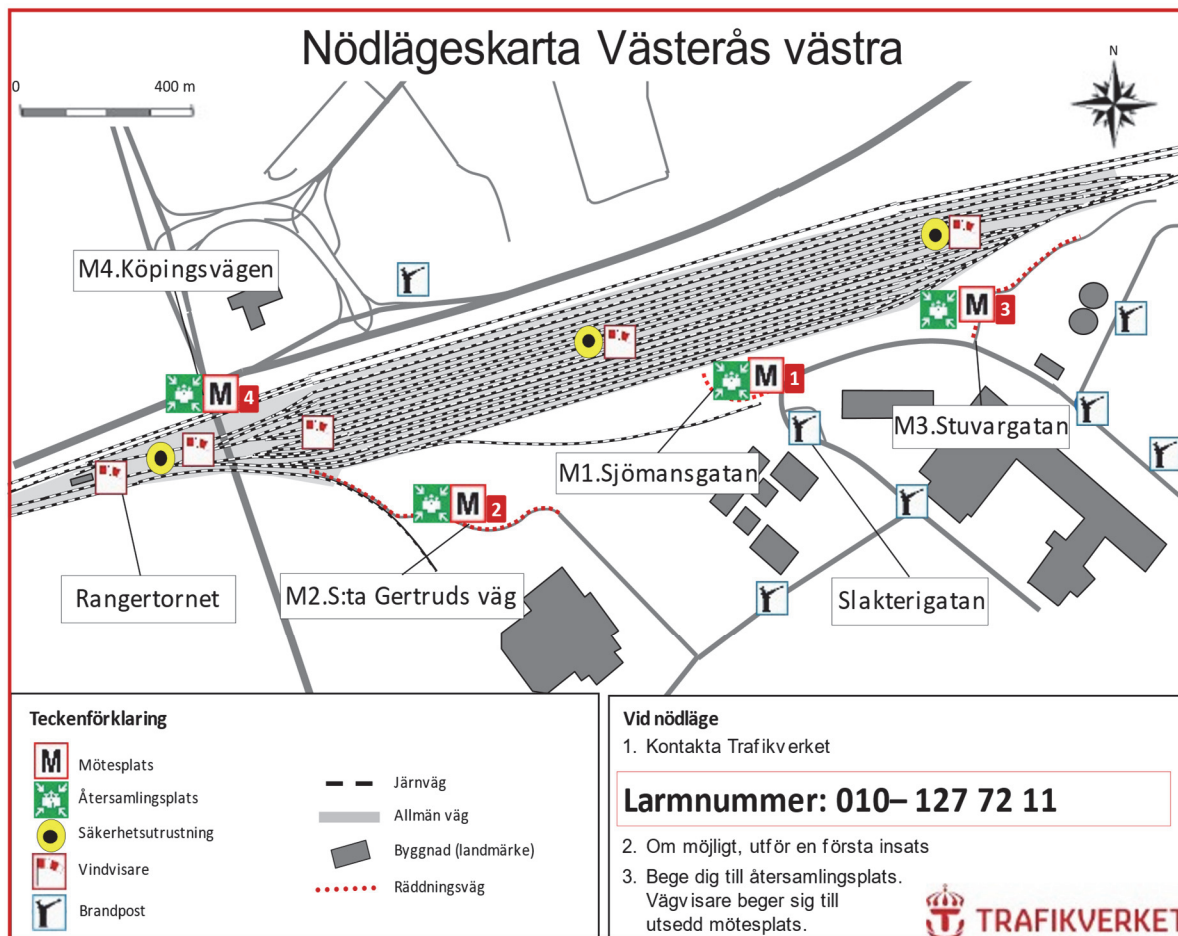 Nödlägeskarta Västerås västra
0 400 m
N
M4.Köpingsvägen
3
1
4
M3.Stuvargatan
M1.Sjömansgatan
2
Rangertornet
M2.S:ta Gertruds väg
Slakterigatan
Teckenförklaring
M Mötesplats
Återsamlingsplats
Säkerhetsutrustning
Vindvisare
Brandpost
Järnväg
Allmän väg
Byggnad (landmärke)
Räddningsväg
Vid nödläge
1. Kontakta Trafikverket
Larmnummer: 010– 127 72 11
2. Om möjligt, utför en första insats
3. Bege dig till återsamlingsplats.
Vägvisare beger sig till
utsedd mötesplats.
TRAFIKVERKET
M
M
M
M